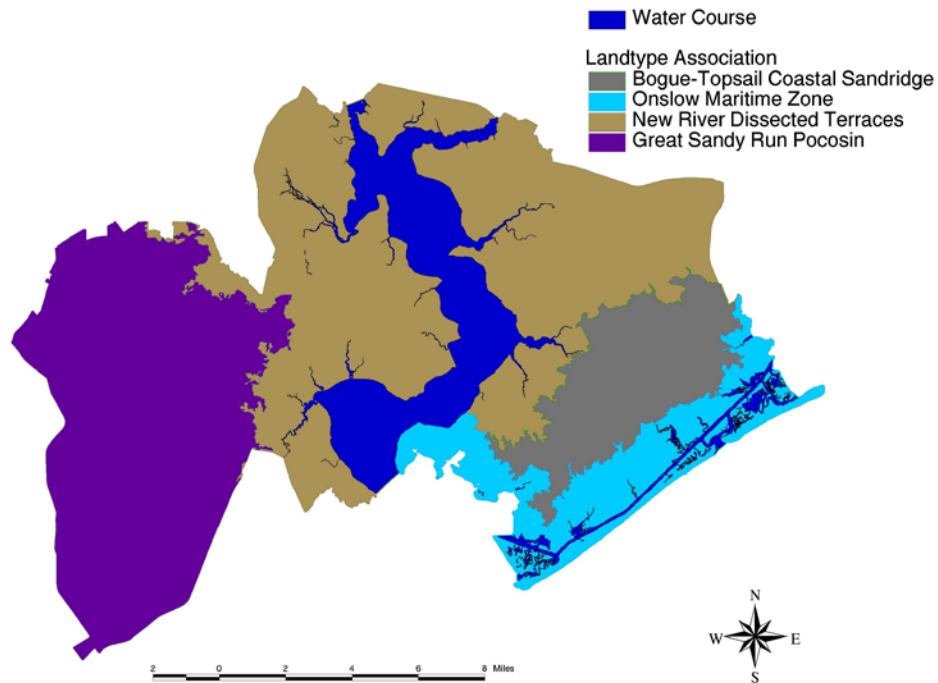 Water Course
Landtype Association
Bogue-Topsail Coastal Sandridge
Onslow Maritime Zone
New River Dissected Terraces
Great Sandy Run Pocosin
N
W E
S
2 0 2 4 6 8 Miles